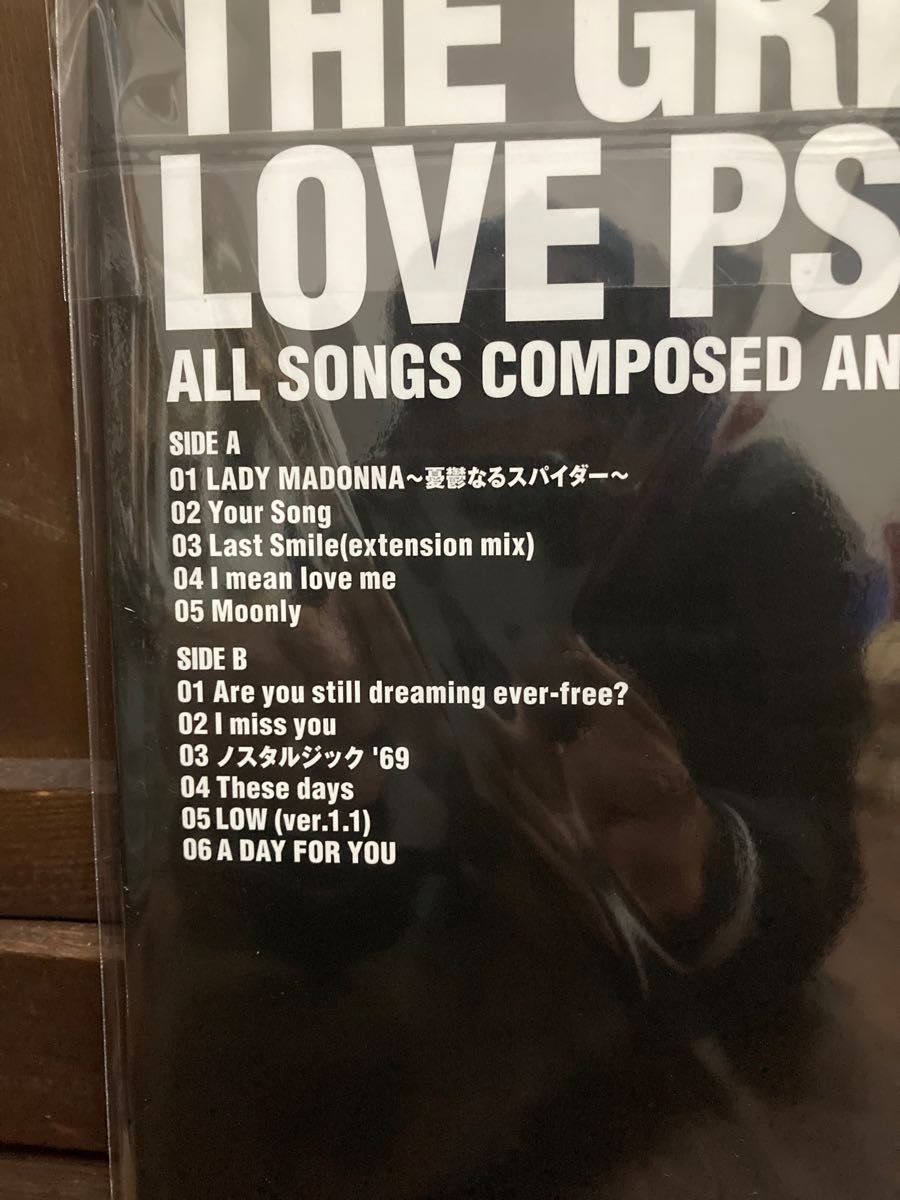 THE GR
LOVE PS
ALL SONGS COMPOSED AN
SIDE A
01 LADY MADONNA～憂鬱なるスパイダー～
02 Your Song
03 Last Smile(extension mix)
04 I mean love me
05 Moonly
SIDE B
01 Are you still dreaming ever-free?
02 I miss you
03 ノスタルジック '69
04 These days
05 LOW (ver.1.1)
06 A DAY FOR YOU